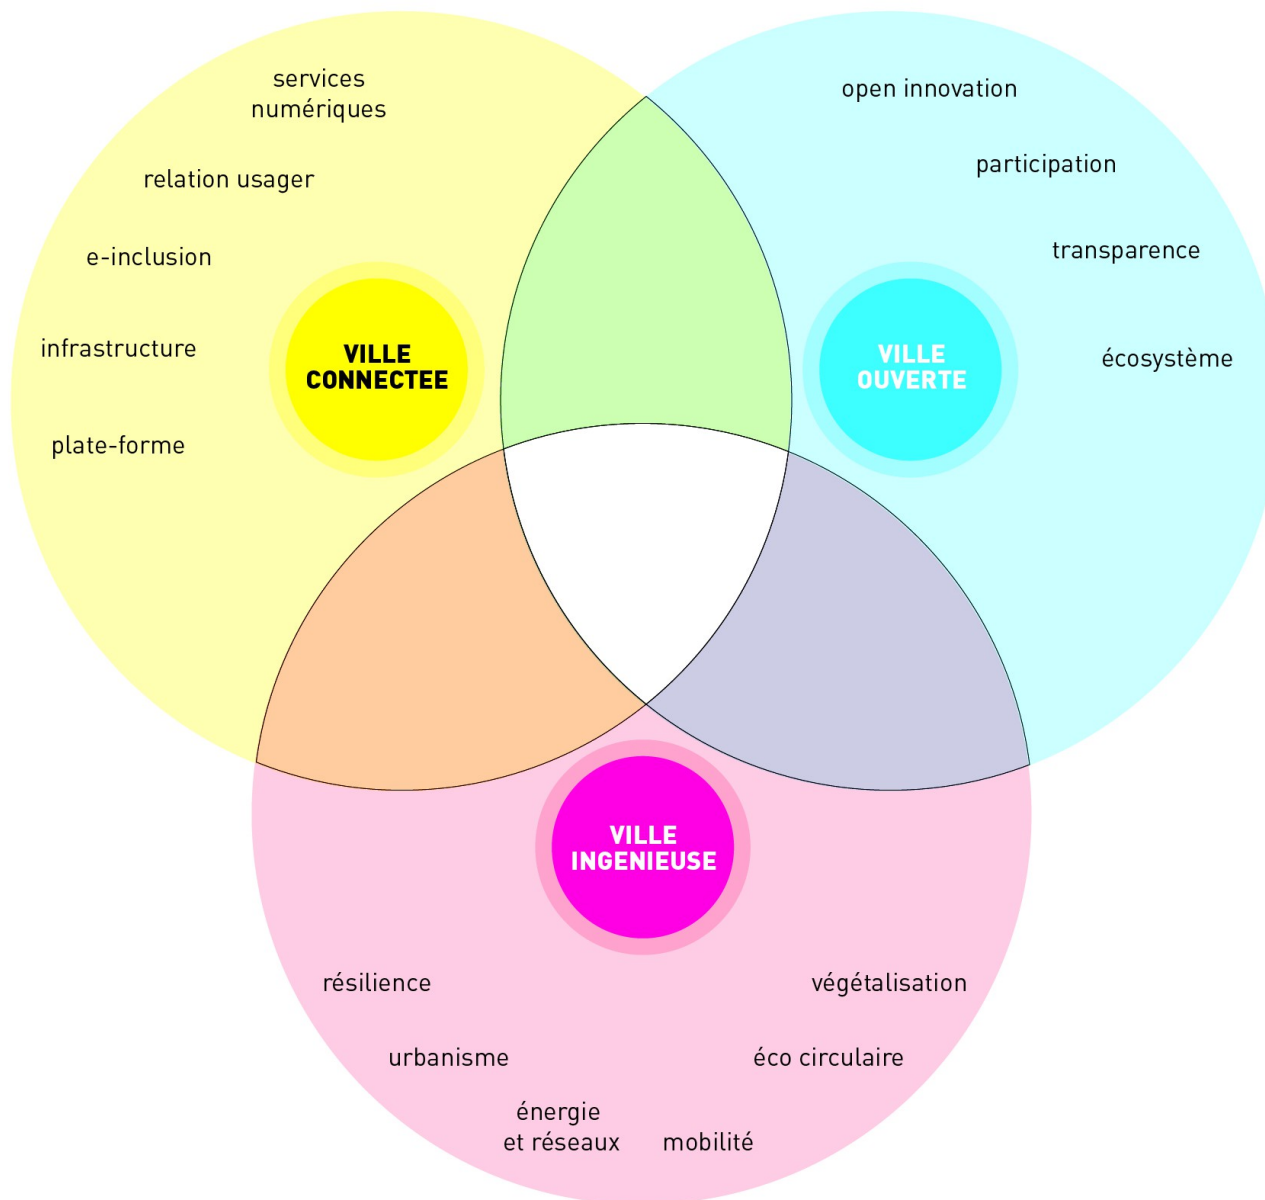 services
numériques
relation usager
e-inclusion
infrastructure
plate-forme
VILLE
CONNECTEE
open innovation
participation
transparence
écosystème
VILLE
OUVERTE
VILLE
INGENIEUSE
résilience
urbanisme
énergie
et réseaux
mobilité
éco circulaire
végétalisation